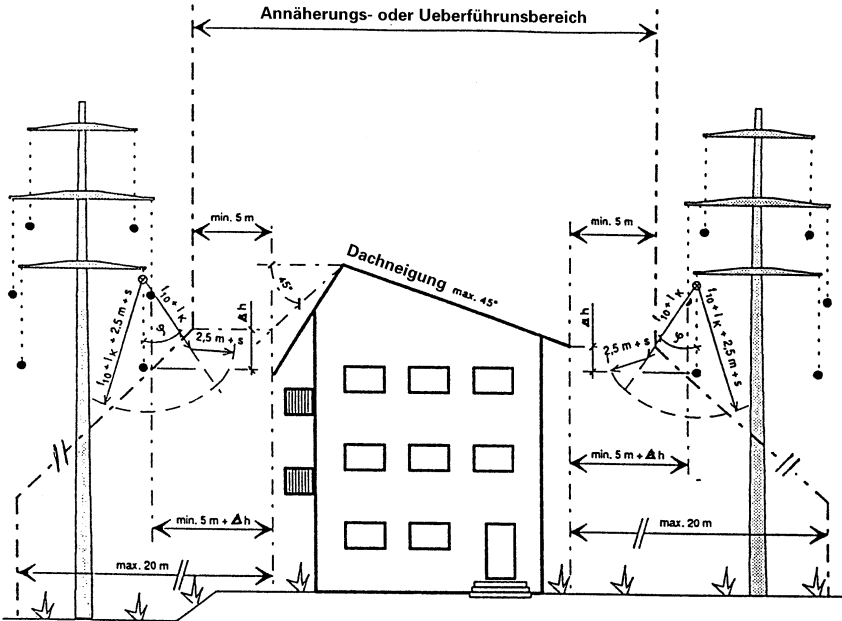 Annäherungs- oder Ueberführunsbereich
min. 5 m
min. 5 m
Dachneigung max. 45°
45°
Δh
Δh
f10 + lK
f10 + lK
f10 + lK + 2,5 m + s
f10 + lK + 2,5 m + s
φ
φ
2,5 m + s
2,5 m + s
min. 5 m + Δh
min. 5 m + Δh
max. 20 m
max. 20 m